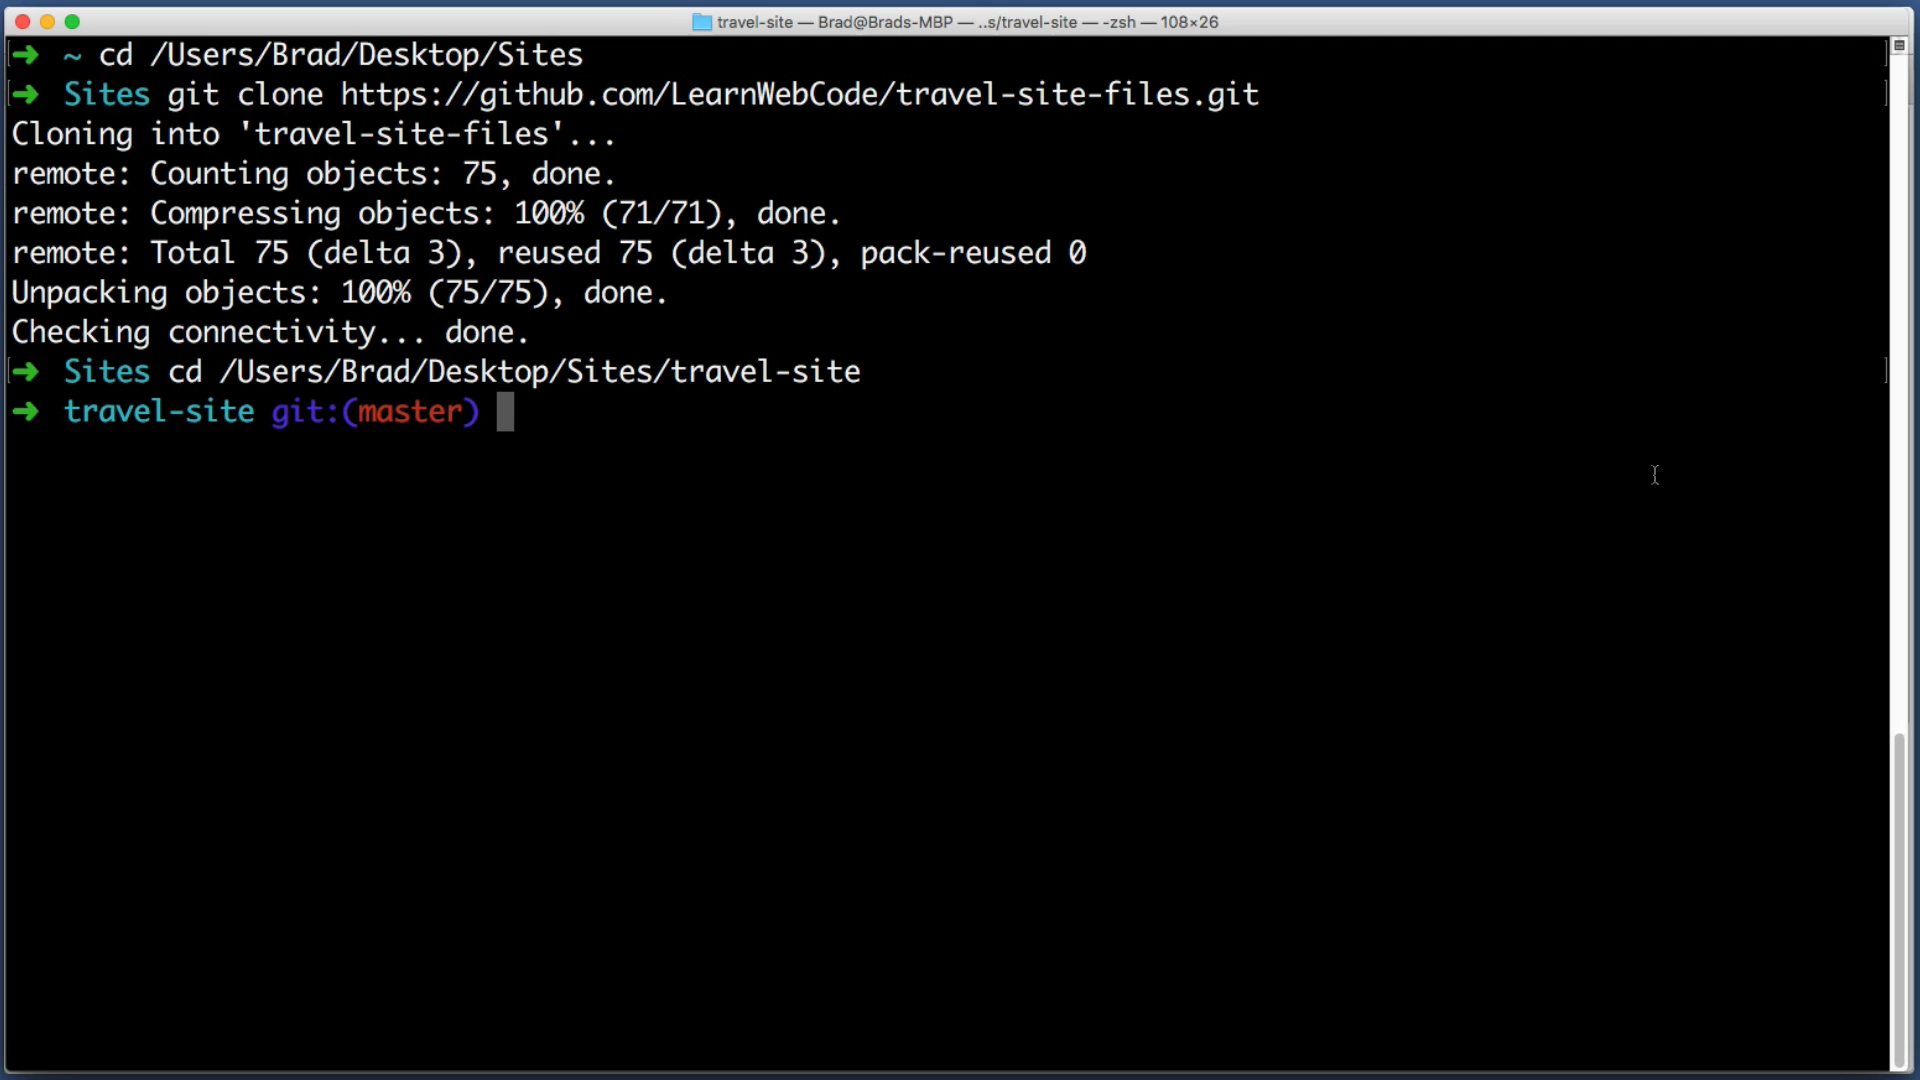 travel-site — Brad@Brads-MBP — ..s/travel-site — -zsh — 108×26
➜ ~ cd /Users/Brad/Desktop/Sites
➜ Sites git clone https://github.com/LearnWebCode/travel-site-files.git
Cloning into 'travel-site-files'...
remote: Counting objects: 75, done.
remote: Compressing objects: 100% (71/71), done.
remote: Total 75 (delta 3), reused 75 (delta 3), pack-reused 0
Unpacking objects: 100% (75/75), done.
Checking connectivity... done.
➜ Sites cd /Users/Brad/Desktop/Sites/travel-site
➜ travel-site git:(master)